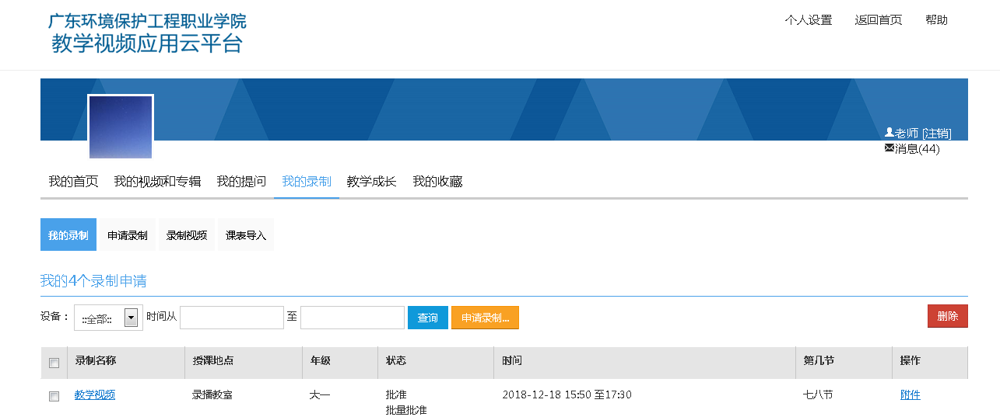 广东环境保护工程职业学院
教学视频应用云平台
个人设置 返回首页 帮助
老师 [注销]
消息(44)
我的首页 我的视频和专辑 我的提问 我的录制 教学成长 我的收藏
我的录制 申请录制 录制视频 课表导入
我的4个录制申请
设备： ::全部:: 时间从 至 查询 申请录制... 删除
录制名称 授课地点 年级 状态 时间 第几节 操作
教学视频 录播教室 大一 批准 2018-12-18 15:50 至17:30 七八节 附件
批量批准